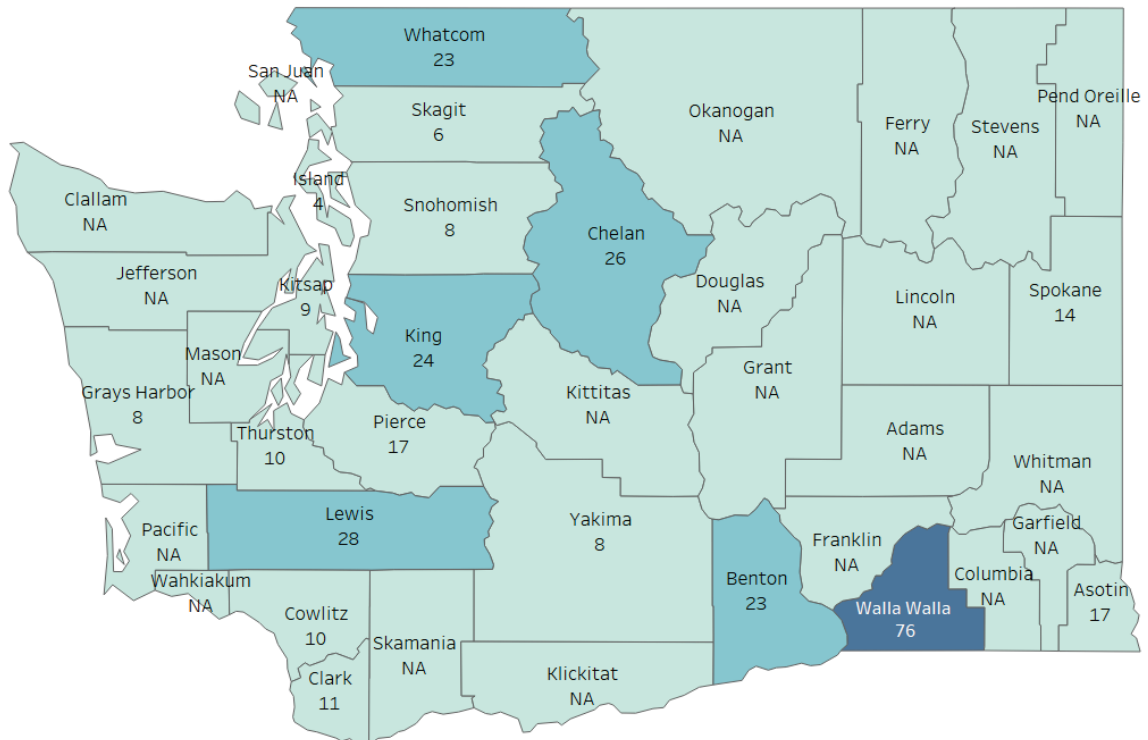 Whatcom
23
San Juan
NA
Skagit
6
Okanogan
NA
Ferry
NA
Stevens
NA
Pend Oreille
NA
Clallam
NA
Island
4
Snohomish
8
Chelan
26
Jefferson
NA
Kitsap
9
Douglas
NA
Lincoln
NA
Spokane
14
King
24
Mason
NA
Grays Harbor
8
Kittitas
NA
Grant
NA
Pierce
17
Thurston
10
Adams
NA
Whitman
NA
Lewis
28
Yakima
8
Pacific
NA
Franklin
NA
Garfield
NA
Wahkiakum
NA
Benton
23
Columbia
NA
Asotin
17
Walla Walla
76
Cowlitz
10
Skamania
NA
Clark
11
Klickitat
NA